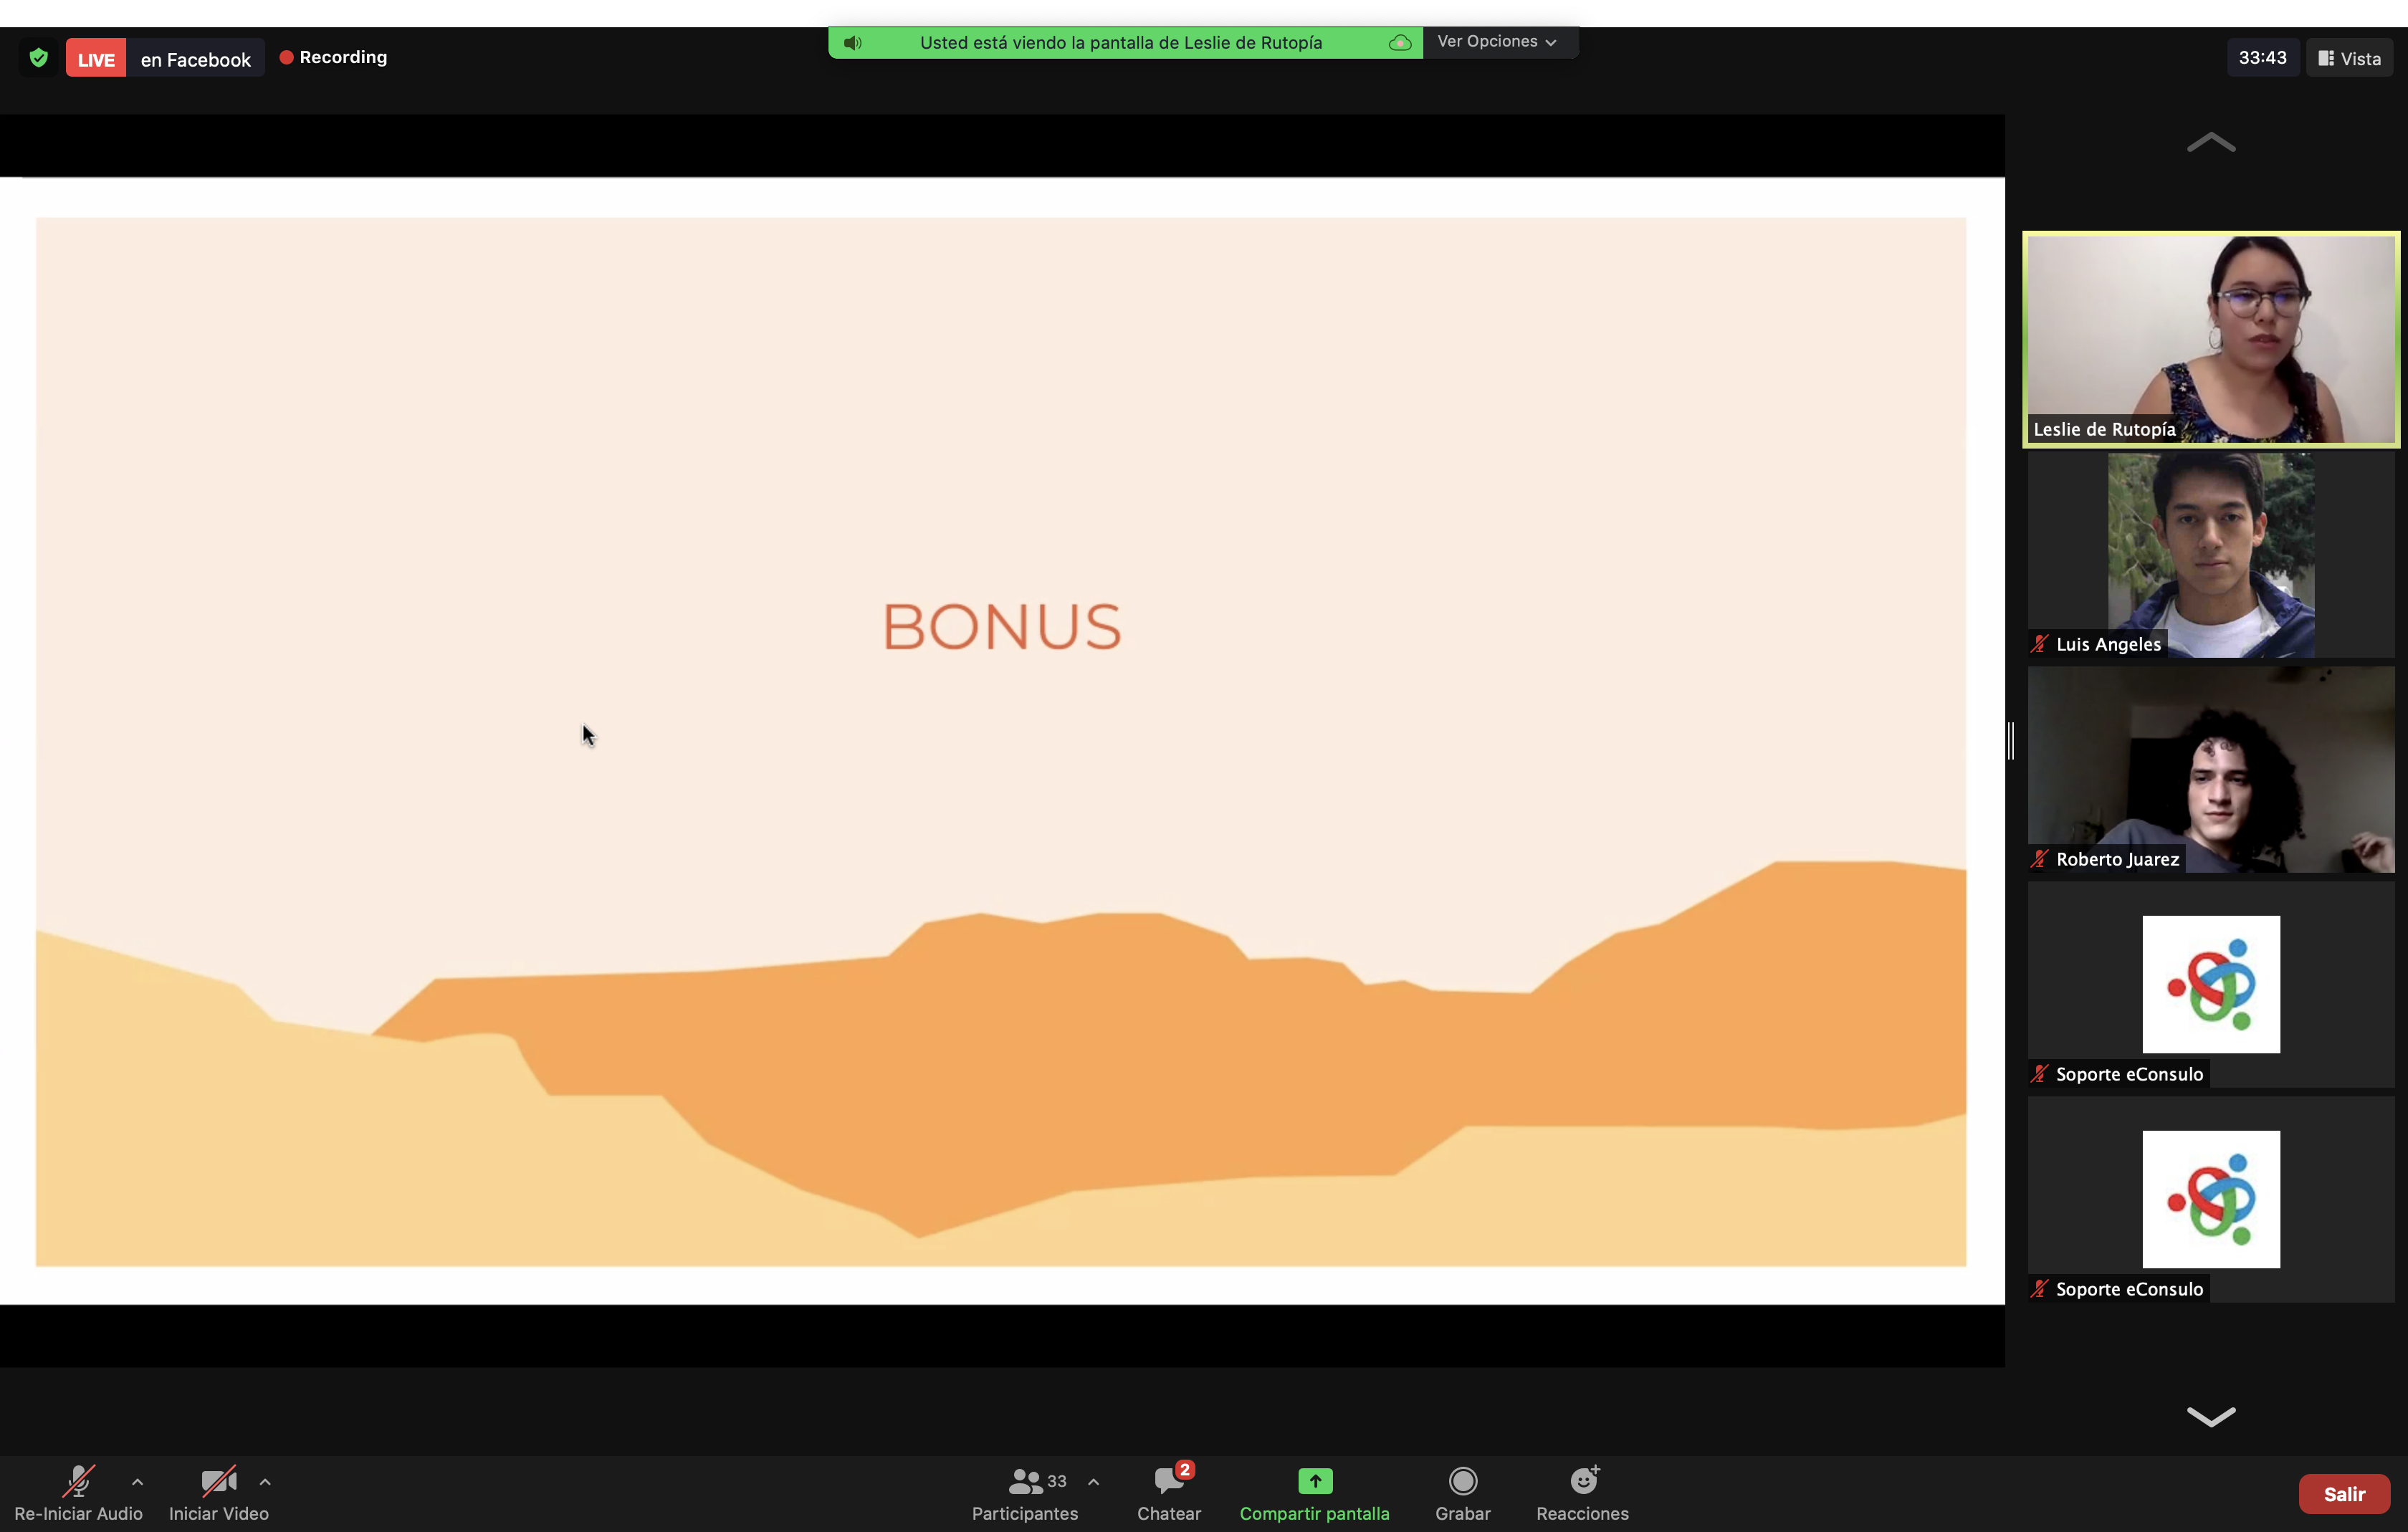 LIVE en Facebook
Recording
Usted está viendo la pantalla de Leslie de Rutopía
Ver Opciones
33:43
Vista
BONUS
Leslie de Rutopía
Luis Angeles
Roberto Juarez
Soporte eConsulo
Soporte eConsulo
Re-Iniciar Audio
Iniciar Video
33
Participantes
2
Chatear
Compartir pantalla
Grabar
Reacciones
Salir